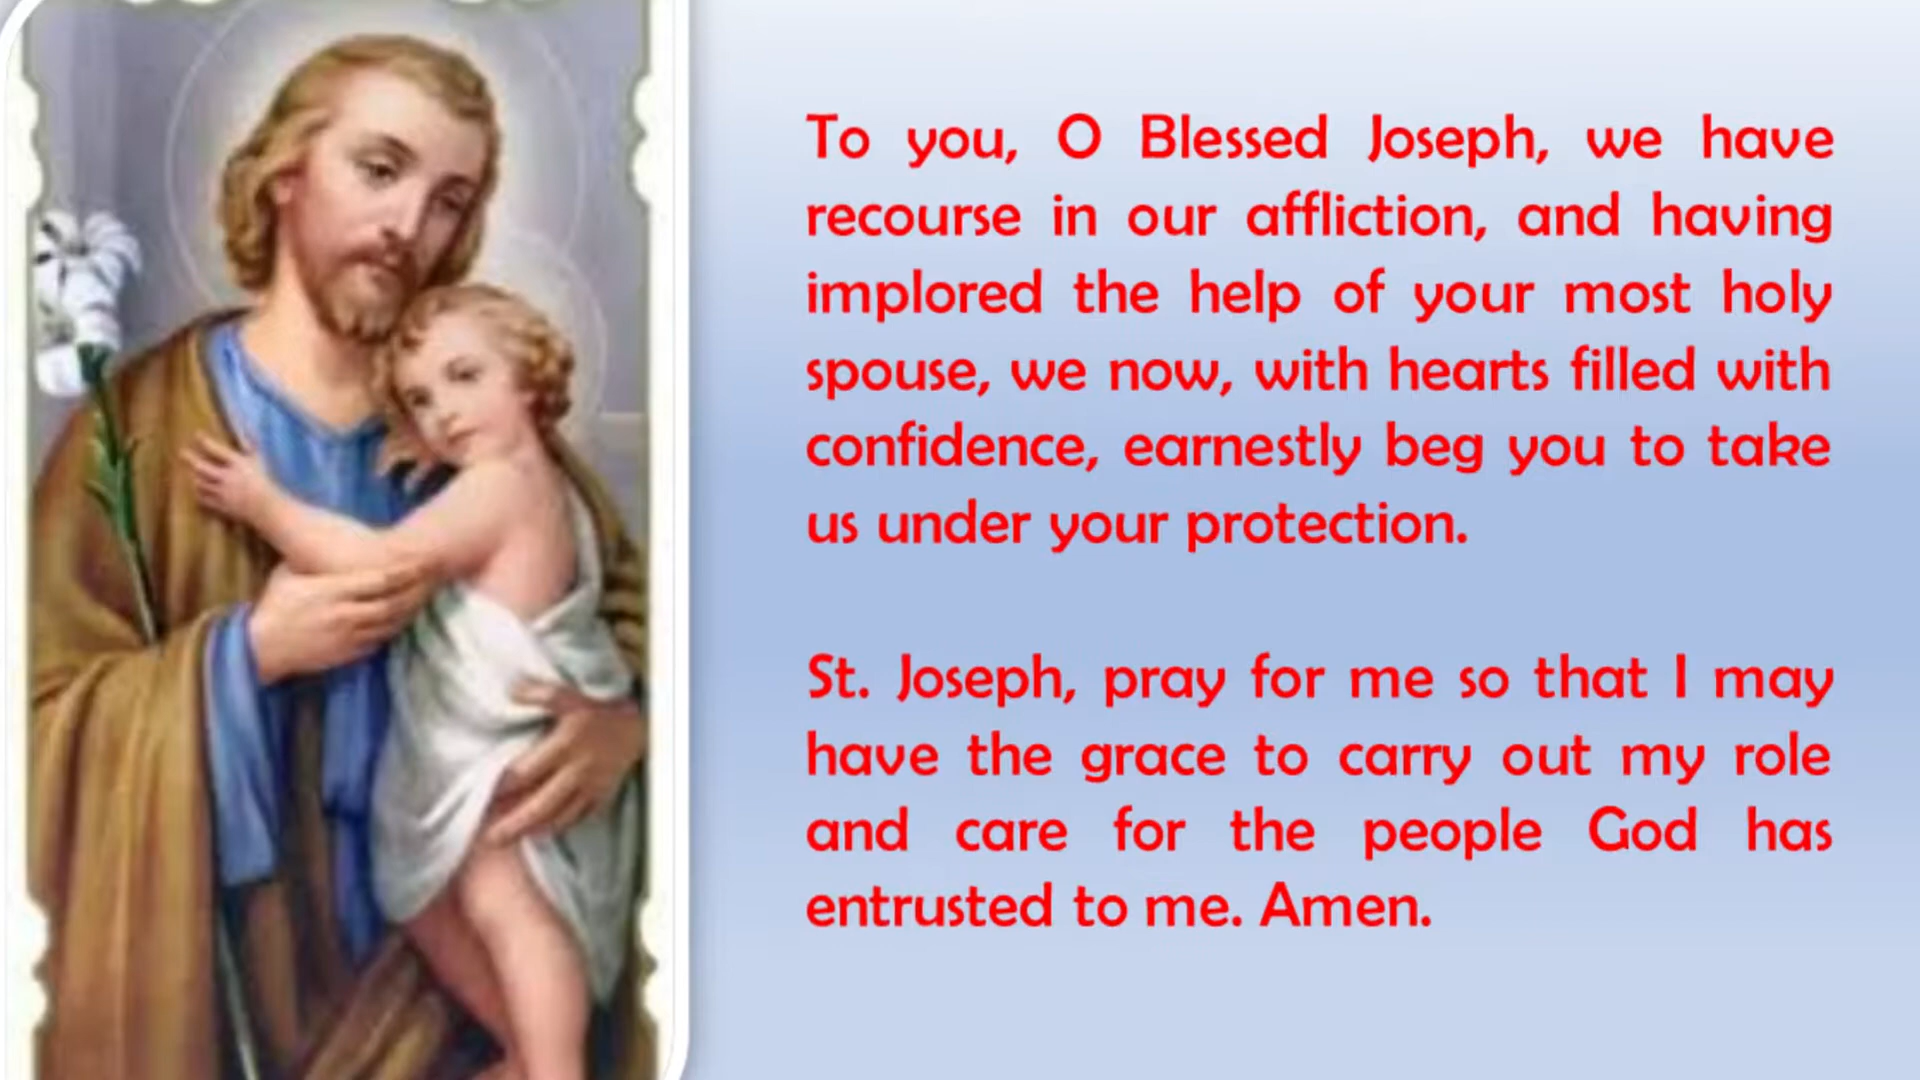 To you, O Blessed Joseph, we have
recourse in our affliction, and having
implored the help of your most holy
spouse, we now, with hearts filled with
confidence, earnestly beg you to take
us under your protection.
St. Joseph, pray for me so that I may
have the grace to carry out my role
and care for the people God has
entrusted to me. Amen.